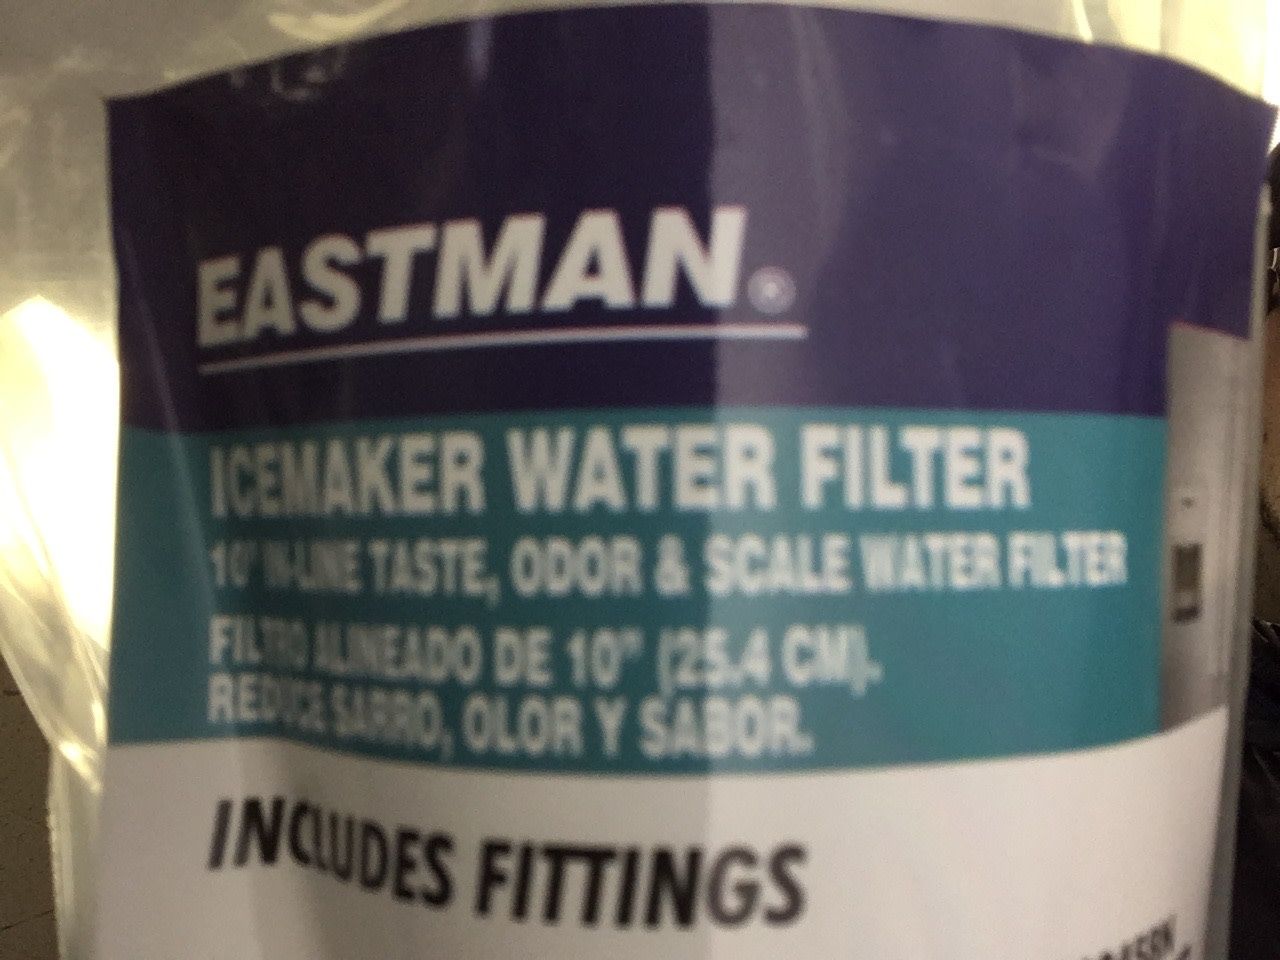 EASTMAN®
ICEMAKER WATER FILTER
10" IN-LINE TASTE, ODOR & SCALE WATER FILTER
FILTRO ALINEADO DE 10" (25.4 CM).
REDUCE SARRO, OLOR Y SABOR.
INCLUDES FITTINGS